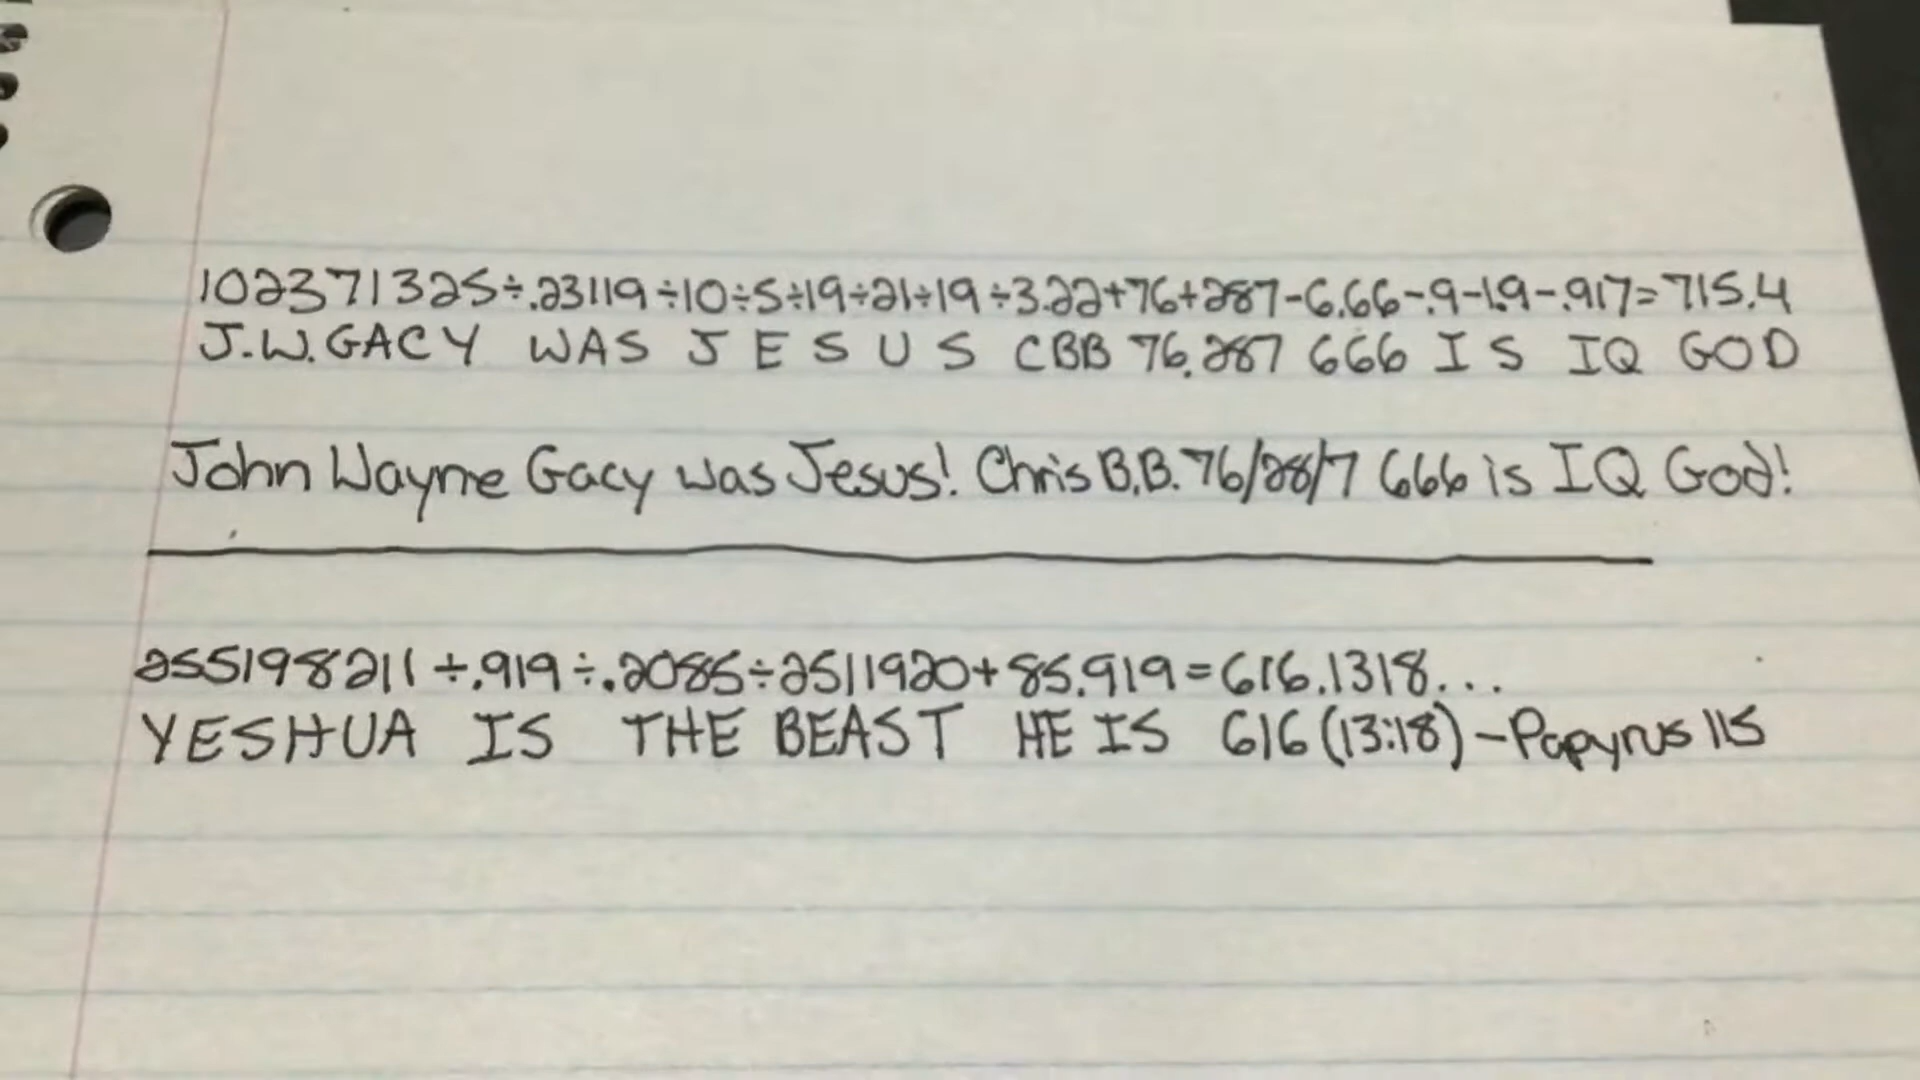 102371325÷.23119÷10÷5÷19÷21÷19÷3.22+76+287-6.66-.9-1.9-.917=715.4
J.W.GACY WAS J E S U S CBB 76.287 666 I S IQ GOD
John Wayne Gacy was Jesus! Chris B.B. 76/28/7 666 is IQ God!
255198211÷.919÷.2085÷2511920+85.919=616.1318...
YESHUA IS THE BEAST HE IS 616(13:18)-Papyrus 115